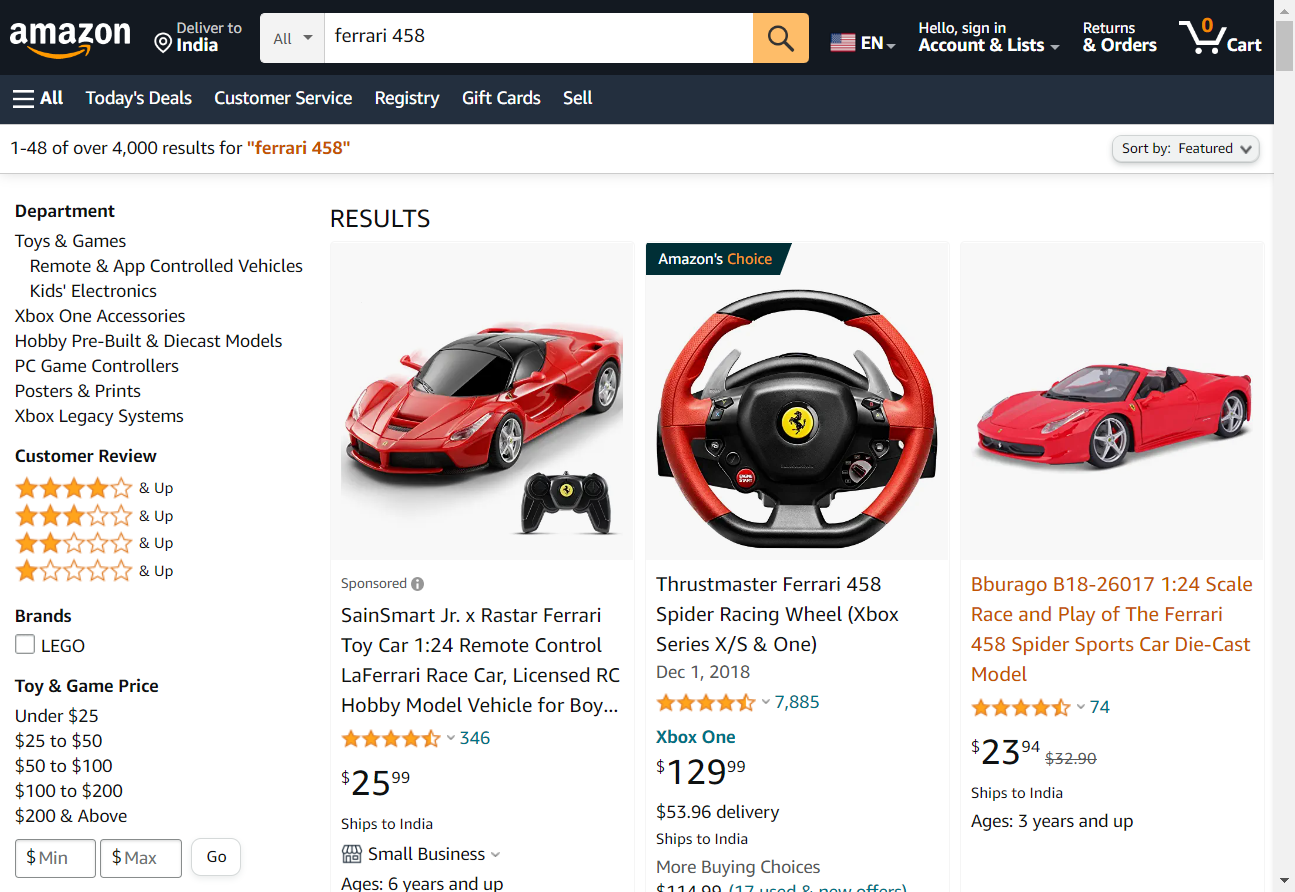 amazon
Deliver to
India
All
ferrari 458
EN
Hello, sign in
Account & Lists
Returns
& Orders
0
Cart
All
Today's Deals
Customer Service
Registry
Gift Cards
Sell
1-48 of over 4,000 results for "ferrari 458"
Sort by: Featured
Department
Toys & Games
Remote & App Controlled Vehicles
Kids' Electronics
Xbox One Accessories
Hobby Pre-Built & Diecast Models
PC Game Controllers
Posters & Prints
Xbox Legacy Systems
Customer Review
& Up
& Up
& Up
& Up
Brands
LEGO
Toy & Game Price
Under $25
$25 to $50
$50 to $100
$100 to $200
$200 & Above
$ Min
$ Max
Go
RESULTS
Sponsored
SainSmart Jr. x Rastar Ferrari
Toy Car 1:24 Remote Control
LaFerrari Race Car, Licensed RC
Hobby Model Vehicle for Boy...
346
$25 99
Ships to India
Small Business
Ages: 6 years and up
Amazon's Choice
ENGINE
START
Thrustmaster Ferrari 458
Spider Racing Wheel (Xbox
Series X/S & One)
Dec 1, 2018
7,885
Xbox One
$129 99
$53.96 delivery
Ships to India
More Buying Choices
$114.99 (17 used & new offers)
Bburago B18-26017 1:24 Scale
Race and Play of The Ferrari
458 Spider Sports Car Die-Cast
Model
74
$23 94 $32.90
Ships to India
Ages: 3 years and up